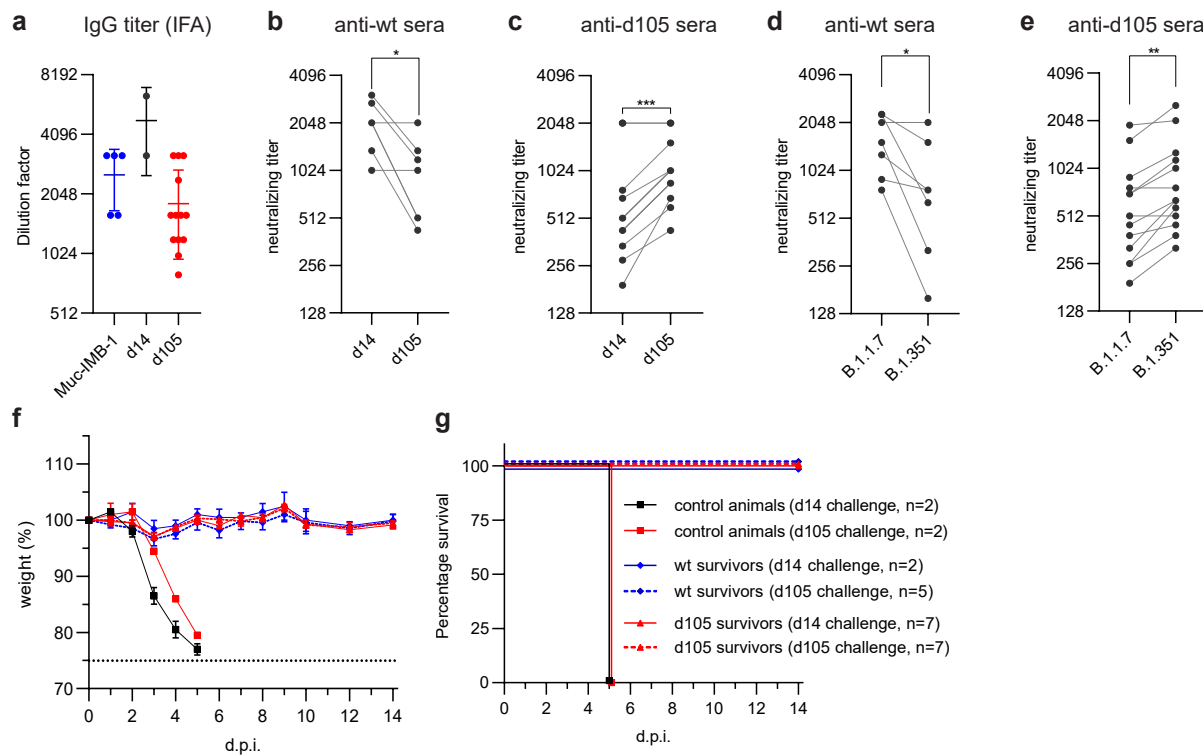 a IgG titer (IFA)
Dilution factor
8192
4096
2048
1024
512
Muc-IMB-1
d14
d105
b anti-wt sera
neutralizing titer
*
4096
2048
1024
512
256
128
d14
d105
c anti-d105 sera
neutralizing titer
***
4096
2048
1024
512
256
128
d14
d105
d anti-wt sera
neutralizing titer
*
4096
2048
1024
512
256
128
B.1.1.7
B.1.351
e anti-d105 sera
neutralizing titer
**
4096
2048
1024
512
256
128
B.1.1.7
B.1.351
f
weight (%)
110
100
90
80
70
0 2 4 6 8 10 12 14
d.p.i.
g
Percentage survival
100
75
50
25
0
0 2 4 6 8 10 12 14
d.p.i.
control animals (d14 challenge, n=2)
control animals (d105 challenge, n=2)
wt survivors (d14 challenge, n=2)
wt survivors (d105 challenge, n=5)
d105 survivors (d14 challenge, n=7)
d105 survivors (d105 challenge, n=7)